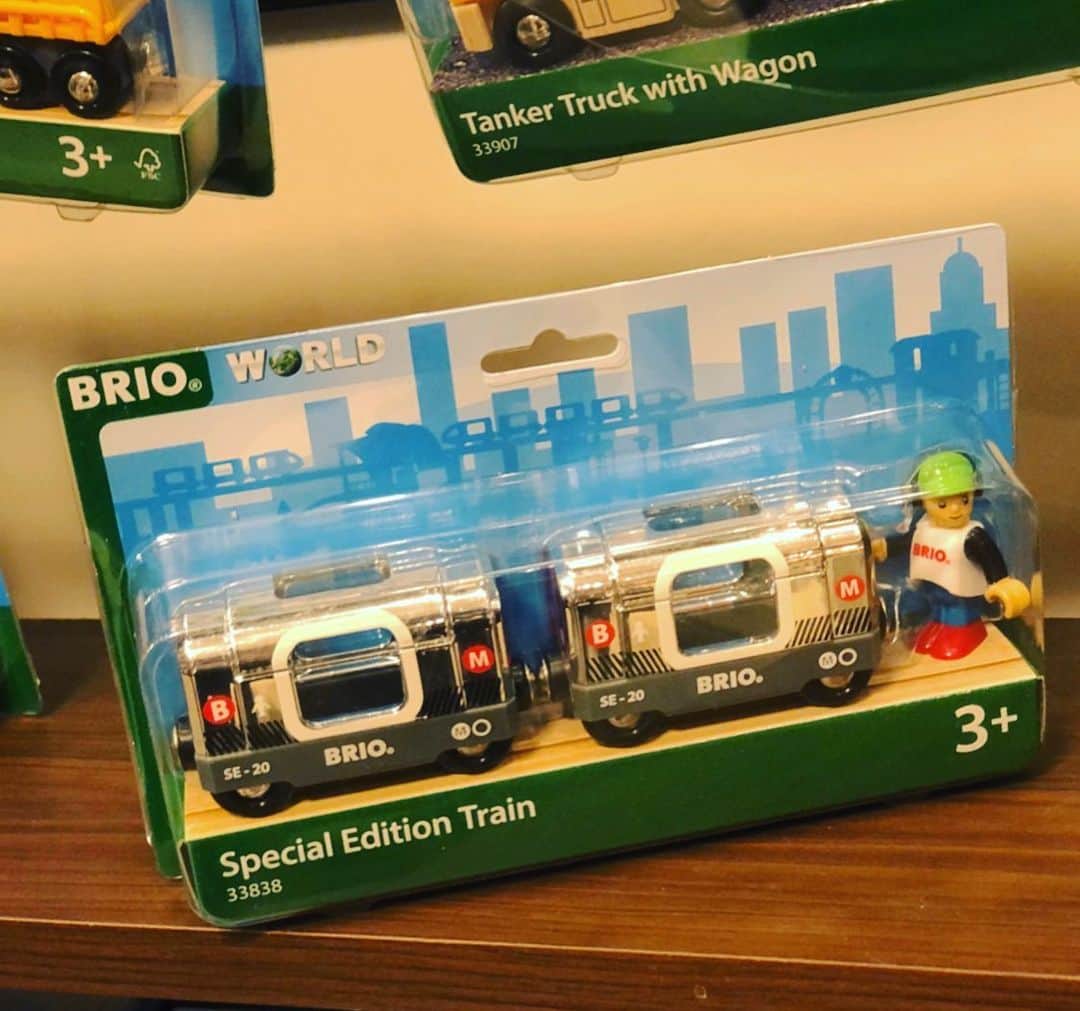 3+
FSC
Tanker Truck with Wagon
33907
BRIO®
WORLD
BRIO.
B
M
SE-20
BRIO.
M
B
M
SE-20
BRIO.
M
3+
Special Edition Train
33838